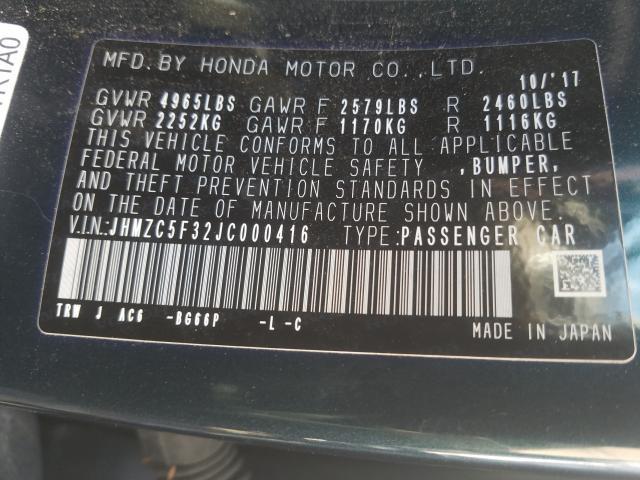 MFD.BY HONDA MOTOR CO.,LTD.
10/'17
GVWR 4965LBS GAWR F 2579LBS R 2460LBS
GVWR 2252KG GAWR F 1170KG R 1116KG
THIS VEHICLE CONFORMS TO ALL APPLICABLE
FEDERAL MOTOR VEHICLE SAFETY ,BUMPER,
AND THEFT PREVENTION STANDARDS IN EFFECT
ON THE DATE OF MANUFACTURE SHOWN ABOVE.
V.I.N.:JHMZC5F32JC000416 TYPE:PASSENGER CAR
TRW J AC6 -BG66P -L -C
MADE IN JAPAN